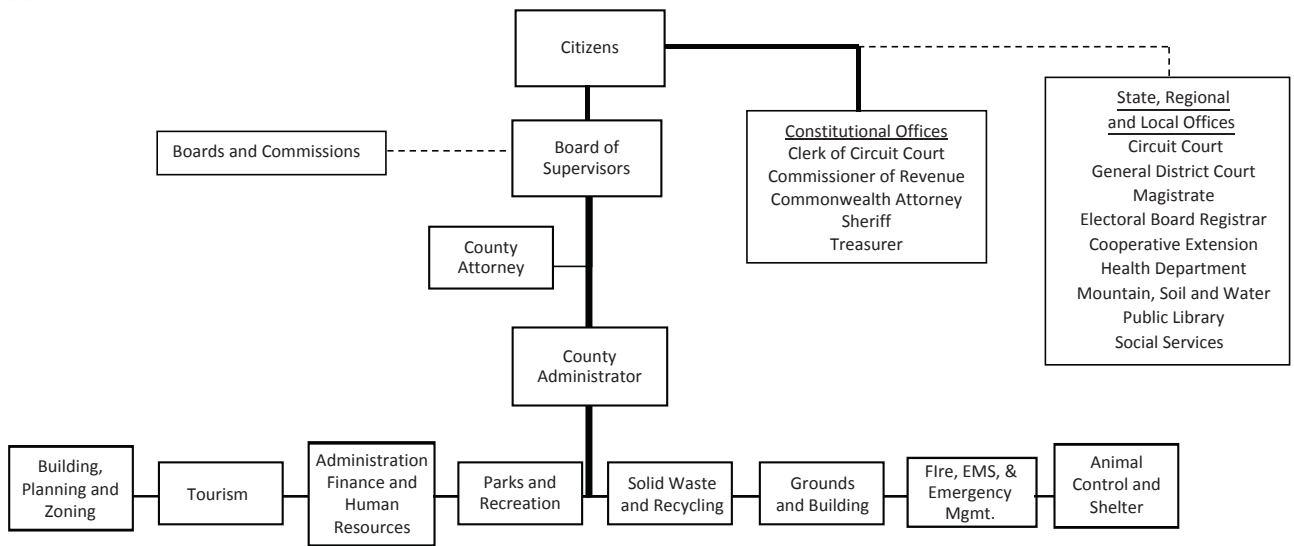 Citizens
State, Regional
and Local Offices
Circuit Court
General District Court
Magistrate
Electoral Board Registrar
Cooperative Extension
Health Department
Mountain, Soil and Water
Public Library
Social Services
Constitutional Offices
Clerk of Circuit Court
Commissioner of Revenue
Commonwealth Attorney
Sheriff
Treasurer
Boards and Commissions
Board of
Supervisors
County
Attorney
County
Administrator
Building,
Planning and
Zoning
Tourism
Administration
Finance and
Human
Resources
Parks and
Recreation
Solid Waste
and Recycling
Grounds
and Building
FIre, EMS, &
Emergency
Mgmt.
Animal
Control and
Shelter